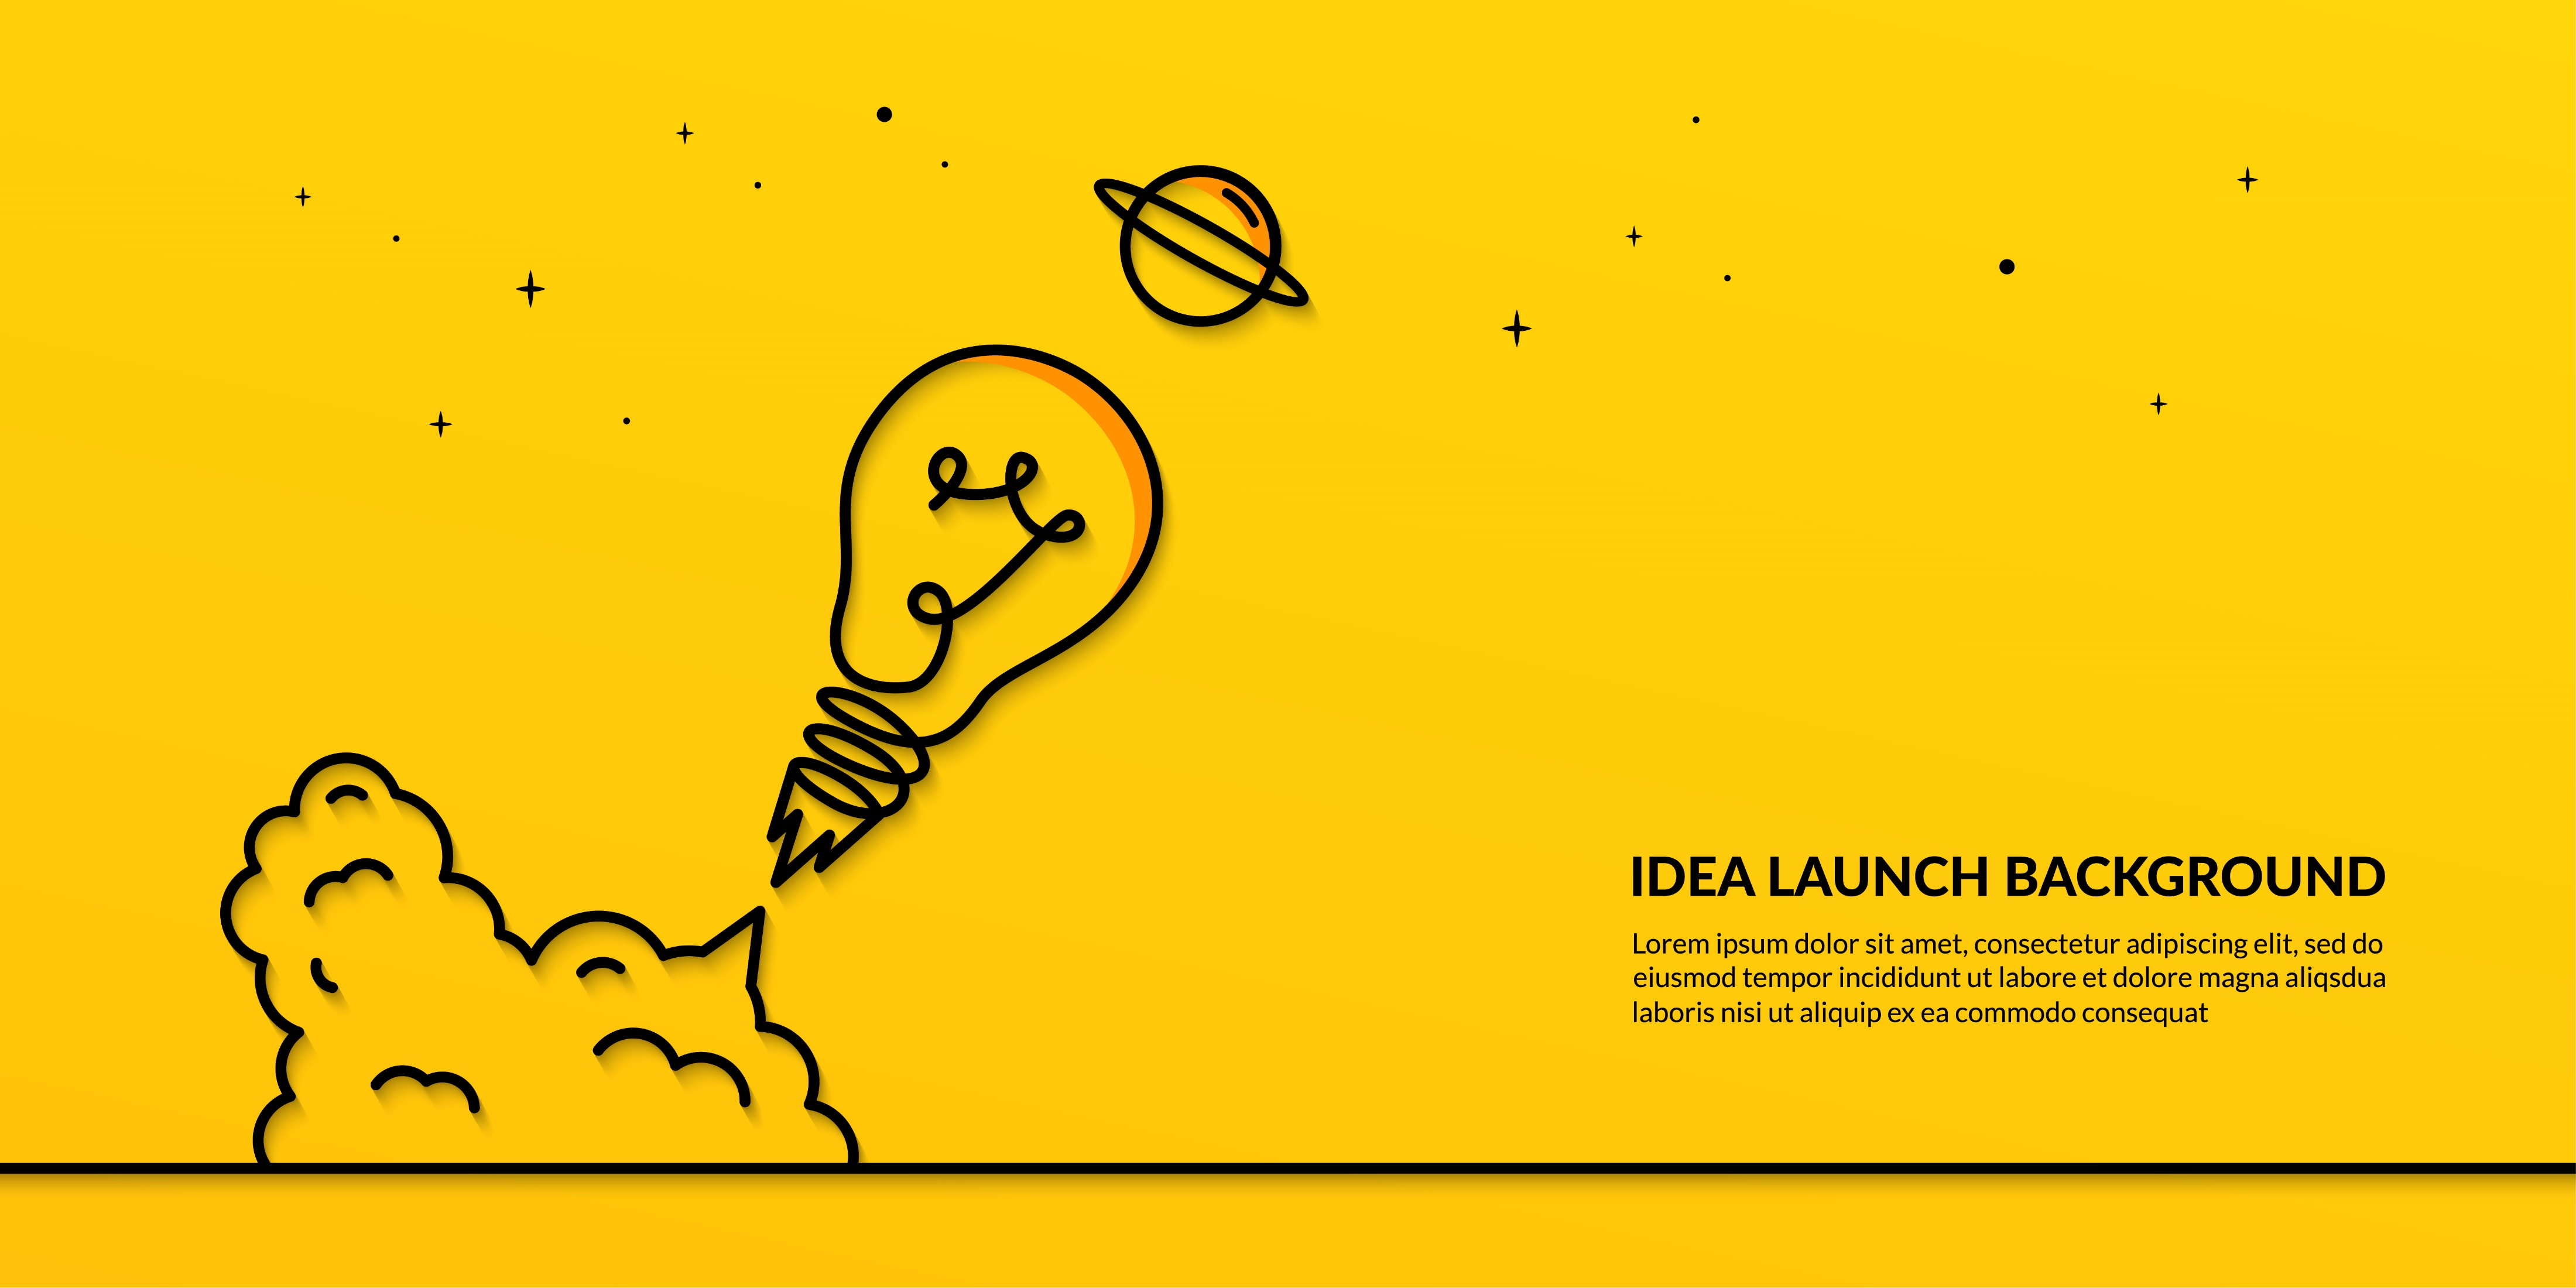 IDEA LAUNCH BACKGROUND
Lorem ipsum dolor sit amet, consectetur adipiscing elit, sed do
eiusmod tempor incididunt ut labore et dolore magna aliqsdua
laboris nisi ut aliquip ex ea commodo consequat